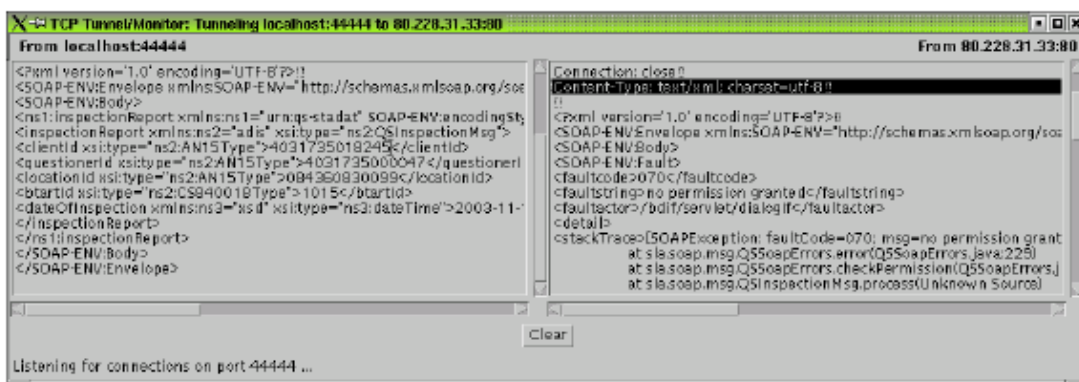 TCP Tunnel/Monitor: Tunneling localhost:44444 to 80.228.31.33:80
From localhost:44444
From 80.228.31.33:80
<?xml version='1.0' encoding='UTF-8'?>!!
<SOAP-ENV:Envelope xmlns:SOAP-ENV="http://schemas.xmlsoap.org/soa
<SOAP-ENV:Body>
<ns1:inspectionReport xmlns:ns1="urn:qs-stadat" SOAP-ENV:encodingSty
<inspectionReport xmlns:ns2="adis" xsi:type="ns2:QSInspectionMsg">
<clientId xsi:type="ns2:AN15Type">4031735018245</clientId>
<questionerId xsi:type="ns2:AN15Type">4031735000047</questionerI
<locationId xsi:type="ns2:AN15Type">084360830099</locationId>
<btartId xsi:type="ns2:CS840018Type">1015</btartId>
<dateOfInspection xmlns:ns3="xsd" xsi:type="ns3:dateTime">2003-11-
</inspectionReport>
</ns1:inspectionReport>
</SOAP-ENV:Body>
</SOAP-ENV:Envelope>
Connection: close!!
Content-Type: text/xml; charset=utf-8!!
!!
<?xml version='1.0' encoding='UTF-8'?>!!
<SOAP-ENV:Envelope xmlns:SOAP-ENV="http://schemas.xmlsoap.org/soa
<SOAP-ENV:Body>
<SOAP-ENV:Fault>
<faultcode>070</faultcode>
<faultstring>no permission granted</faultstring>
<faultactor>/bdif/servlet/dialogIf</faultactor>
<detail>
<stackTrace>[SOAPException: faultCode=070; msg=no permission grant
at sla.soap.msg.QSSoapErrors.error(QSSoapErrors.java:225)
at sla.soap.msg.QSSoapErrors.checkPermission(QSSoapErrors.j
at sla.soap.msg.QSInspectionMsg.process(Unknown Source)
Clear
Listening for connections on port 44444 ...